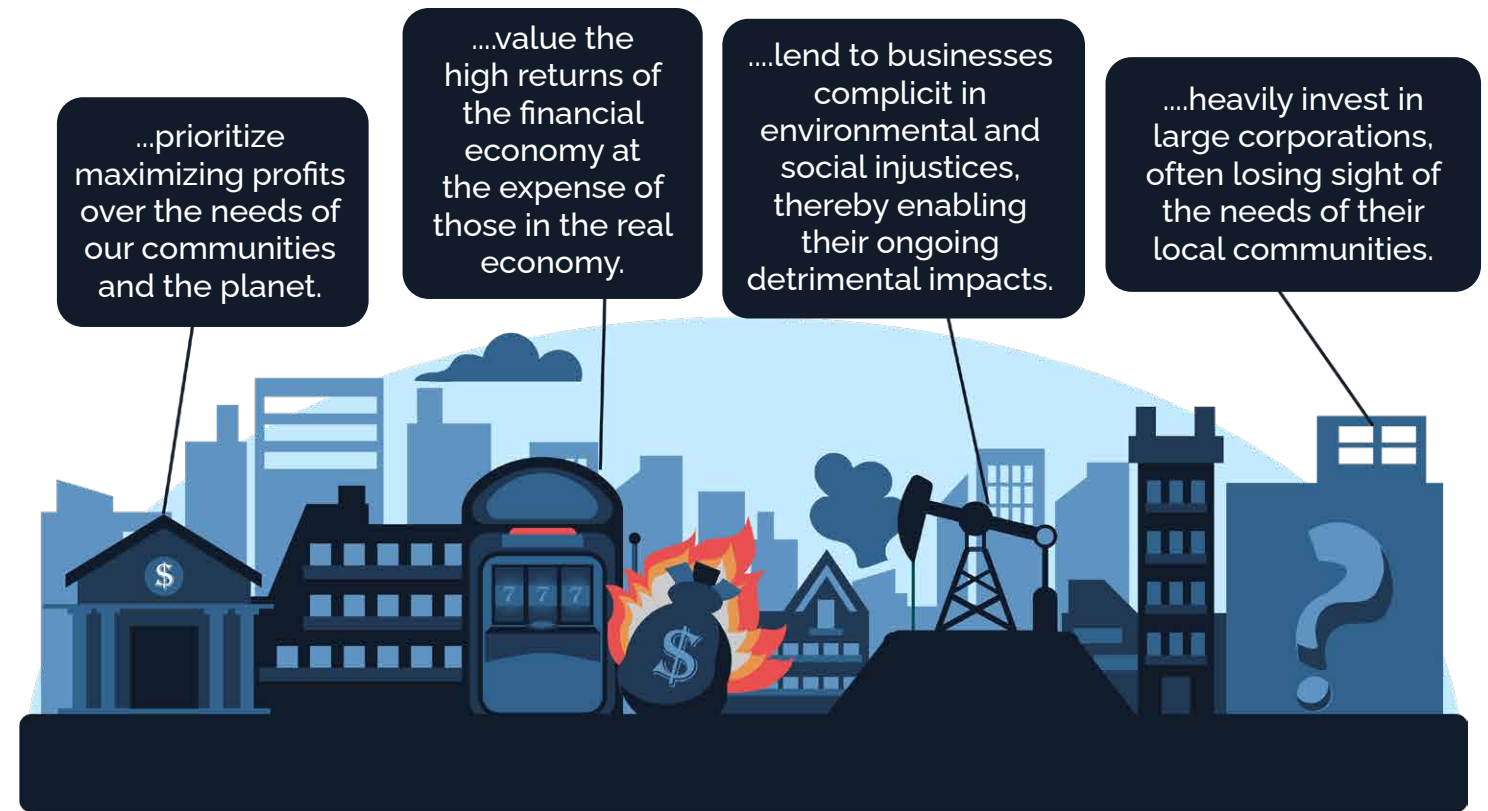 ...prioritize
maximizing profits
over the needs of
our communities
and the planet.
....value the
high returns of
the financial
economy at
the expense of
those in the real
economy.
....lend to businesses
complicit in
environmental and
social injustices,
thereby enabling
their ongoing
detrimental impacts.
....heavily invest in
large corporations,
often losing sight of
the needs of their
local communities.
$
7 7 7
$
?